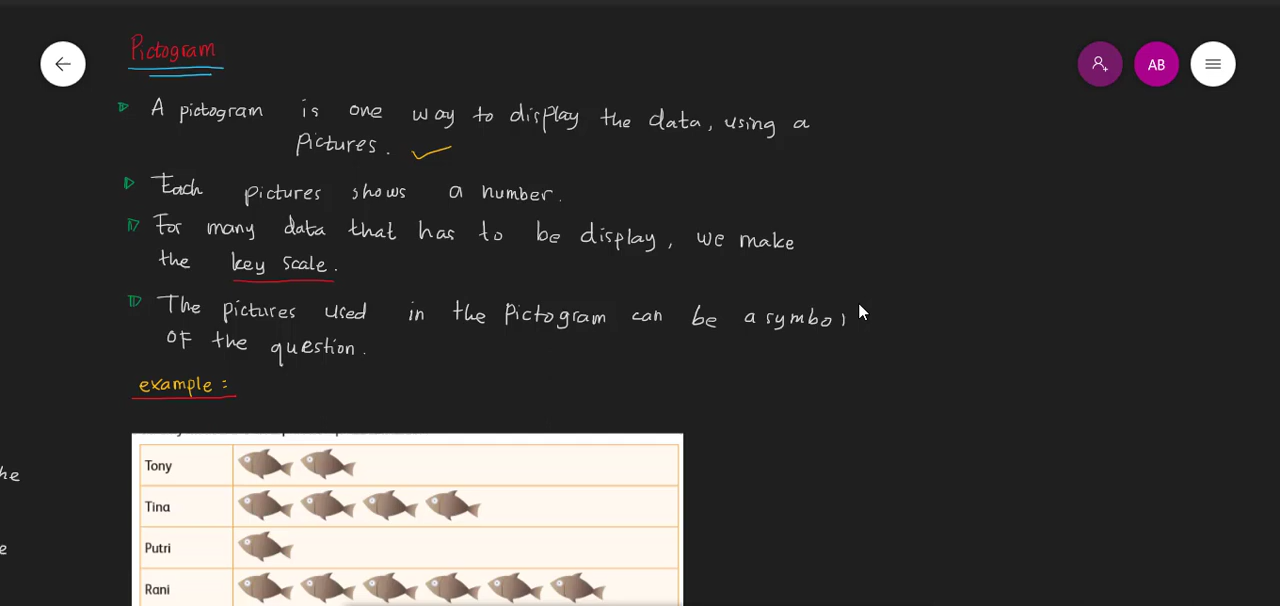 Pictogram
AB
A pictogram is one way to display the data, using a
pictures.
Each pictures shows a number.
For many data that has to be display, we make
the key scale.
The pictures used in the pictogram can be a symbol
of the question.
example :
he
e
Tony
Tina
Putri
Rani